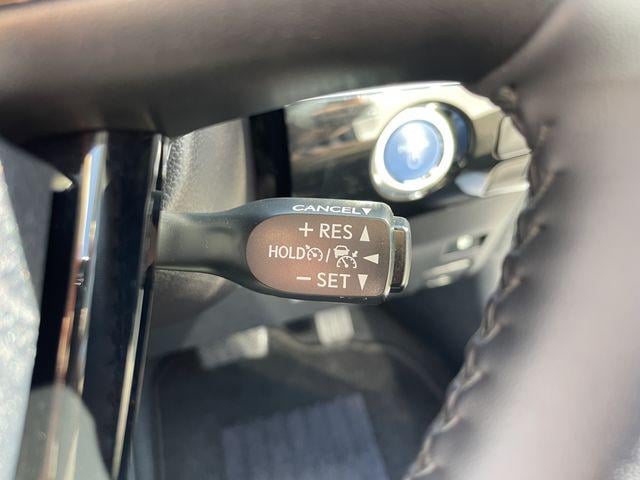 CANCEL▼
+ RES ▲
HOLD / ◀
− SET ▼